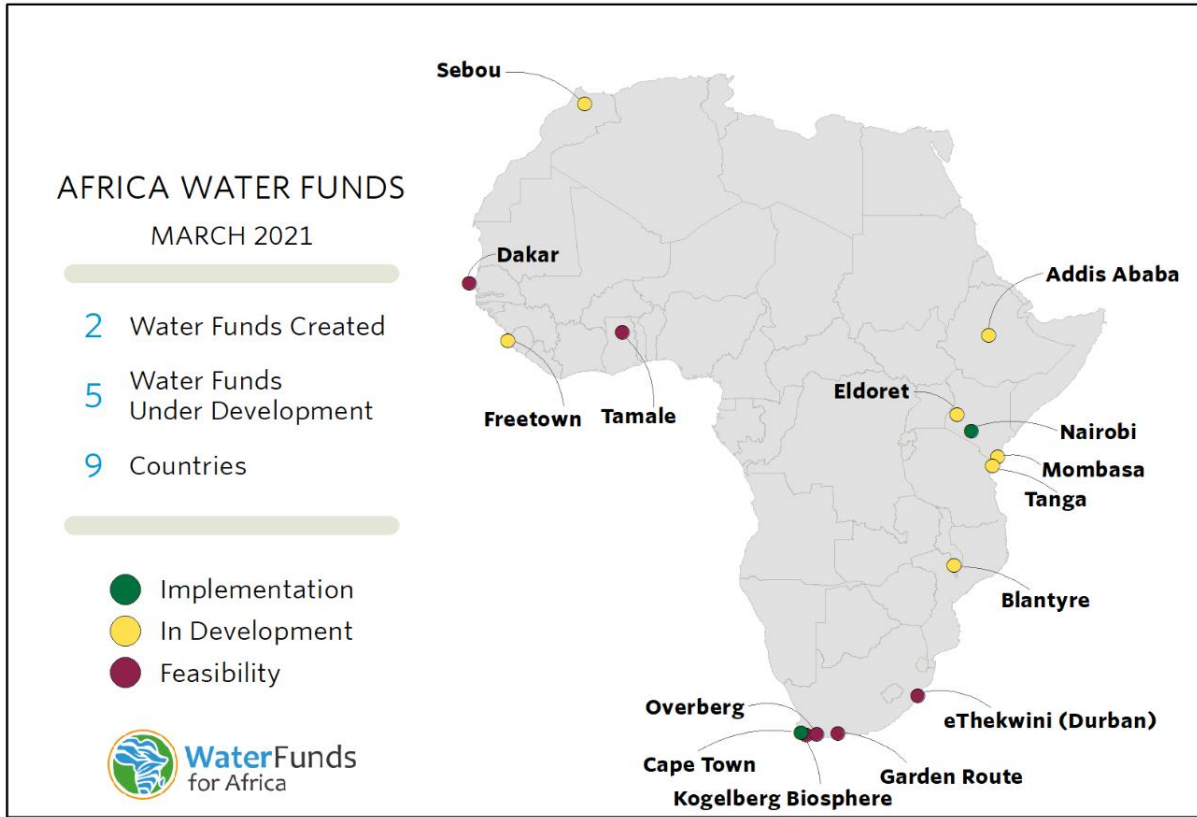 AFRICA WATER FUNDS
MARCH 2021
2 Water Funds Created
5 Water Funds
Under Development
9 Countries
Implementation
In Development
Feasibility
WaterFunds
for Africa
Sebou
Dakar
Freetown
Tamale
Addis Ababa
Eldoret
Nairobi
Mombasa
Tanga
Blantyre
eThekwini (Durban)
Overberg
Cape Town
Garden Route
Kogelberg Biosphere